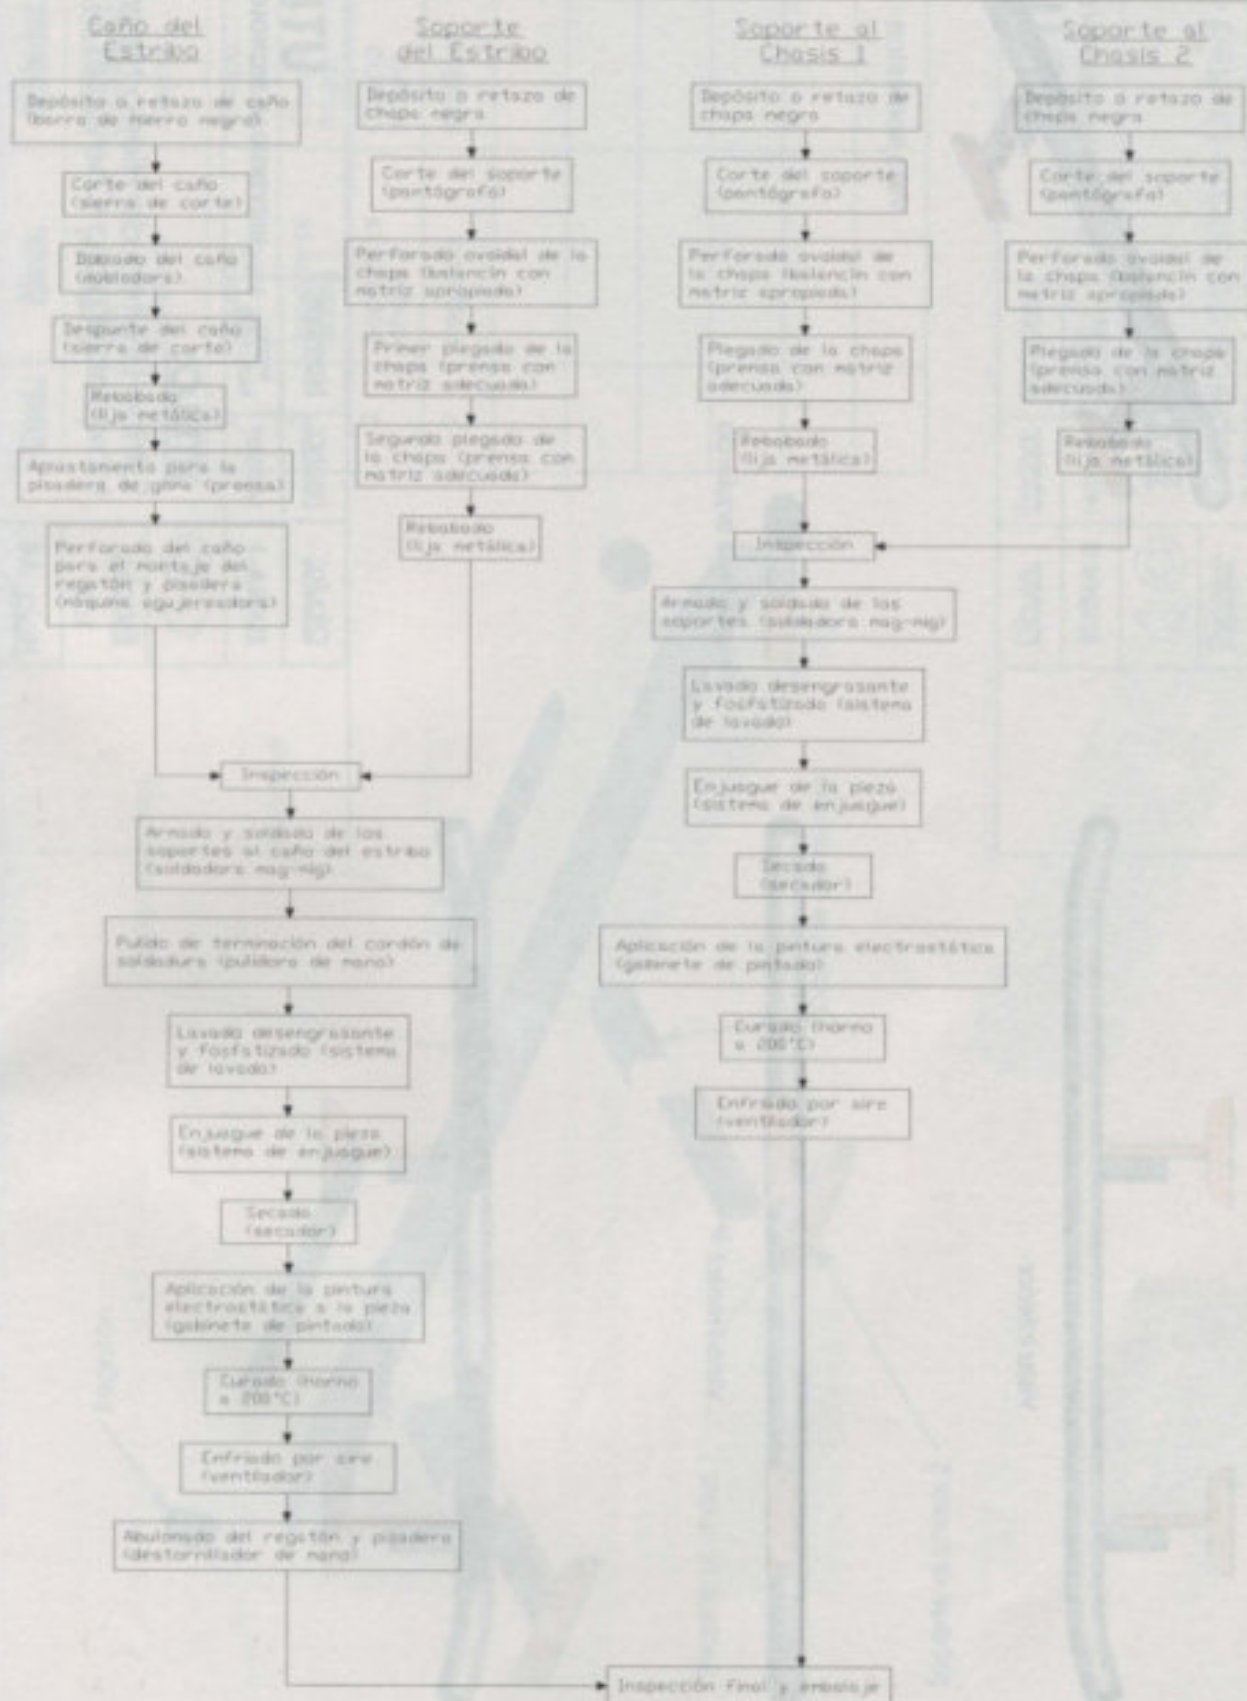 Caño del
Estribo
Depósito o retazo de caño
(barra de hierro negro)
Corte del caño
(sierra de corte)
Doblado del caño
(dobladora)
Despunte del caño
(sierra de corte)
Rebabado
(lija metálica)
Aplastamiento para la
pisadera de goma (prensa)
Perforado del caño
para el montaje del
regatón y pisadera
(máquina agujereadora)
Soporte
del Estribo
Depósito o retazo de
chapa negra
Corte del soporte
(pantógrafo)
Perforado ovoidal de la
chapa (balancín con
matriz apropiada)
Primer plegado de la
chapa (prensa con
matriz adecuada)
Segundo plegado de
la chapa (prensa con
matriz adecuada)
Rebabado
(lija metálica)
Inspección
Armado y soldado de los
soportes al caño del estribo
(soldadora mag-mig)
Pulido de terminación del cordón de
soldadura (pulidora de mano)
Lavado desengrasante
y fosfatizado (sistema
de lavado)
Enjuague de la pieza
(sistema de enjuague)
Secado
(secador)
Aplicación de la pintura
electrostática a la pieza
(gabinete de pintado)
Curado (horno
a 200°C)
Enfriado por aire
(ventilador)
Abulonado del regatón y pisadera
(destornillador de mano)
Soporte al
Chasis 1
Depósito o retazo de
chapa negra
Corte del soporte
(pantógrafo)
Perforado ovoidal de
la chapa (balancín con
matriz apropiada)
Plegado de la chapa
(prensa con matriz
adecuada)
Rebabado
(lija metálica)
Soporte al
Chasis 2
Depósito o retazo de
chapa negra
Corte del soporte
(pantógrafo)
Perforado ovoidal de
la chapa (balancín con
matriz apropiada)
Plegado de la chapa
(prensa con matriz
adecuada)
Rebabado
(lija metálica)
Inspección
Armado y soldado de los
soportes (soldadora mag-mig)
Lavado desengrasante
y fosfatizado (sistema
de lavado)
Enjuague de la pieza
(sistema de enjuague)
Secado
(secador)
Aplicación de la pintura electrostática
(gabinete de pintado)
Curado (horno
a 200°C)
Enfriado por aire
(ventilador)
Inspección final y embalaje